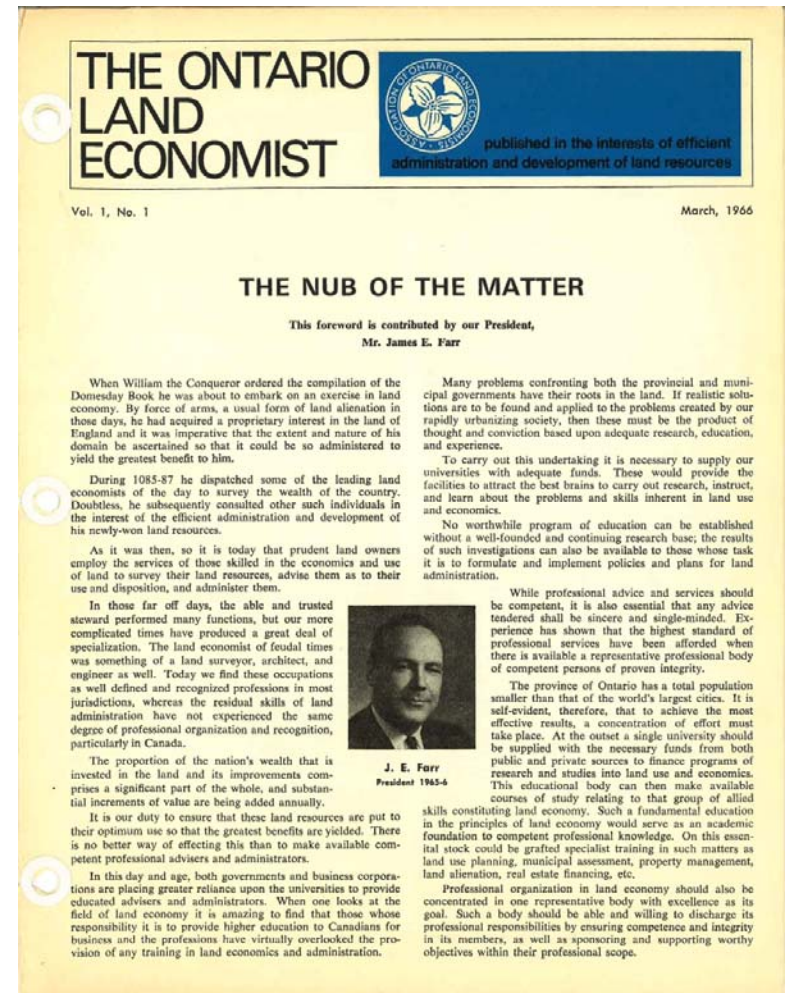 THE ONTARIO
LAND
ECONOMIST
ASSOCIATION OF ONTARIO LAND ECONOMISTS
published in the interests of efficient
administration and development of land resources
Vol. 1, No. 1
March, 1966
THE NUB OF THE MATTER
This foreword is contributed by our President,
Mr. James E. Farr
When William the Conqueror ordered the compilation of the
Domesday Book he was about to embark on an exercise in land
economy. By force of arms, a usual form of land alienation in
those days, he had acquired a proprietary interest in the land of
England and it was imperative that the extent and nature of his
domain be ascertained so that it could be so administered to
yield the greatest benefit to him.
During 1085-87 he dispatched some of the leading land
economists of the day to survey the wealth of the country.
Doubtless, he subsequently consulted other such individuals in
the interest of the efficient administration and development of
his newly-won land resources.
As it was then, so it is today that prudent land owners
employ the services of those skilled in the economics and use
of land to survey their land resources, advise them as to their
use and disposition, and administer them.
In those far off days, the able and trusted
steward performed many functions, but our more
complicated times have produced a great deal of
specialization. The land economist of feudal times
was something of a land surveyor, architect, and
engineer as well. Today we find these occupations
as well defined and recognized professions in most
jurisdictions, whereas the residual skills of land
administration have not experienced the same
degree of professional organization and recognition,
particularly in Canada.
The proportion of the nation's wealth that is
invested in the land and its improvements com-
prises a significant part of the whole, and substan-
tial increments of value are being added annually.
It is our duty to ensure that these land resources are put to
their optimum use so that the greatest benefits are yielded. There
is no better way of effecting this than to make available com-
petent professional advisers and administrators.
In this day and age, both governments and business corpora-
tions are placing greater reliance upon the universities to provide
educated advisers and administrators. When one looks at the
field of land economy it is amazing to find that those whose
responsibility it is to provide higher education to Canadians for
business and the professions have virtually overlooked the pro-
vision of any training in land economics and administration.
J. E. Farr
President 1965-6
Many problems confronting both the provincial and muni-
cipal governments have their roots in the land. If realistic solu-
tions are to be found and applied to the problems created by our
rapidly urbanizing society, then these must be the product of
thought and conviction based upon adequate research, education,
and experience.
To carry out this undertaking it is necessary to supply our
universities with adequate funds. These would provide the
facilities to attract the best brains to carry out research, instruct,
and learn about the problems and skills inherent in land use
and economics.
No worthwhile program of education can be established
without a well-founded and continuing research base; the results
of such investigations can also be available to those whose task
it is to formulate and implement policies and plans for land
administration.
While professional advice and services should
be competent, it is also essential that any advice
tendered shall be sincere and single-minded. Ex-
perience has shown that the highest standard of
professional services have been afforded when
there is available a representative professional body
of competent persons of proven integrity.
The province of Ontario has a total population
smaller than that of the world's largest cities. It is
self-evident, therefore, that to achieve the most
effective results, a concentration of effort must
take place. At the outset a single university should
be supplied with the necessary funds from both
public and private sources to finance programs of
research and studies into land use and economics.
This educational body can then make available
courses of study relating to that group of allied
skills constituting land economy. Such a fundamental education
in the principles of land economy would serve as an academic
foundation to competent professional knowledge. On this essen-
ital stock could be grafted specialist training in such matters as
land use planning, municipal assessment, property management,
land alienation, real estate financing, etc.
Professional organization in land economy should also be
concentrated in one representative body with excellence as its
goal. Such a body should be able and willing to discharge its
professional responsibilities by ensuring competence and integrity
in its members, as well as sponsoring and supporting worthy
objectives within their professional scope.